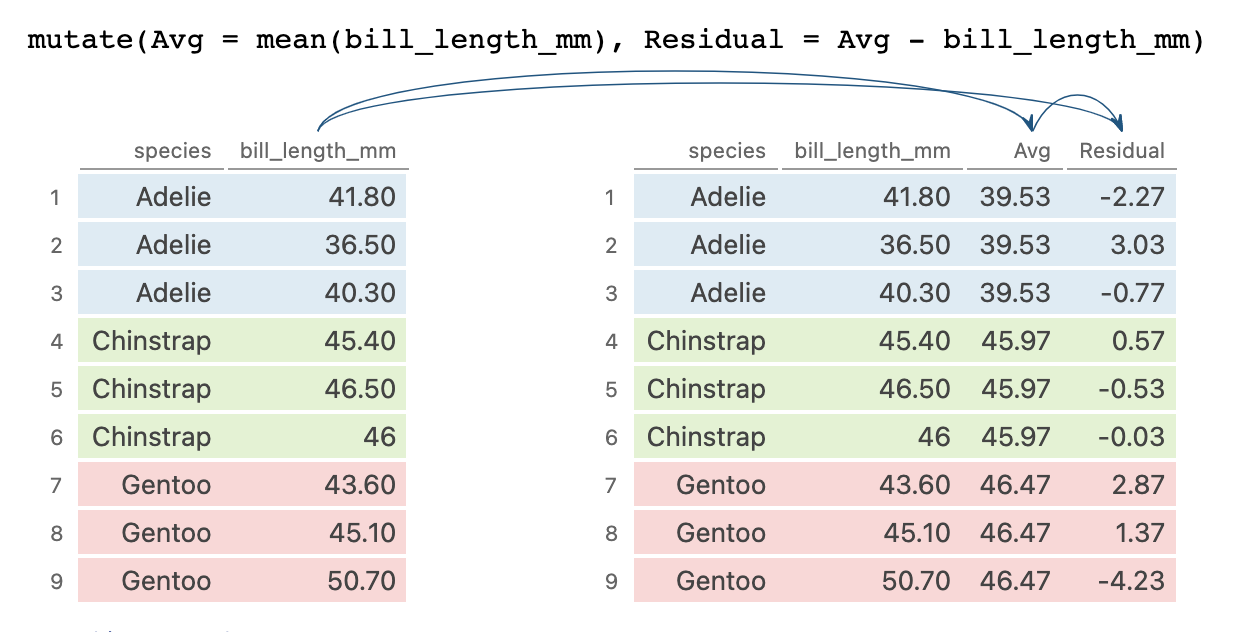 mutate(Avg = mean(bill_length_mm), Residual = Avg - bill_length_mm)
species bill_length_mm species bill_length_mm Avg Residual
1 Adelie 41.80 1 Adelie 41.80 39.53 -2.27
2 Adelie 36.50 2 Adelie 36.50 39.53 3.03
3 Adelie 40.30 3 Adelie 40.30 39.53 -0.77
4 Chinstrap 45.40 4 Chinstrap 45.40 45.97 0.57
5 Chinstrap 46.50 5 Chinstrap 46.50 45.97 -0.53
6 Chinstrap 46 6 Chinstrap 46 45.97 -0.03
7 Gentoo 43.60 7 Gentoo 43.60 46.47 2.87
8 Gentoo 45.10 8 Gentoo 45.10 46.47 1.37
9 Gentoo 50.70 9 Gentoo 50.70 46.47 -4.23